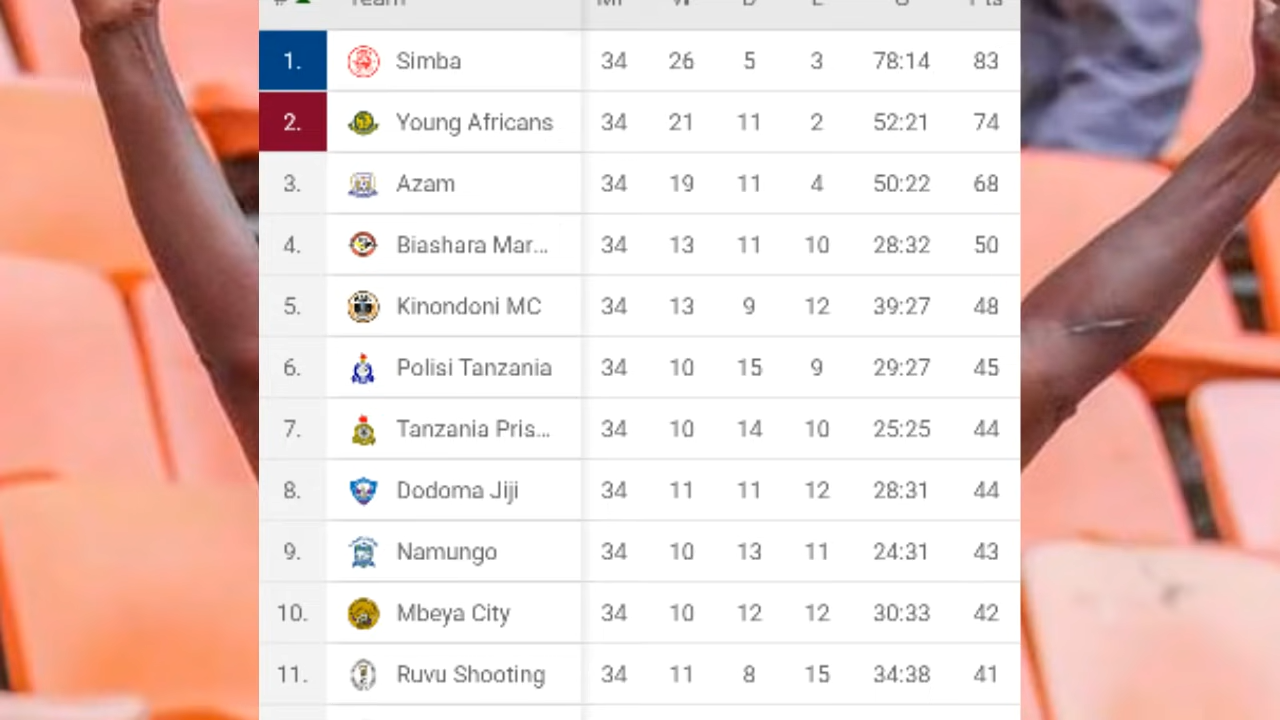 # Team MP W D L G Pts
1. Simba 34 26 5 3 78:14 83
2. Young Africans 34 21 11 2 52:21 74
3. Azam 34 19 11 4 50:22 68
4. Biashara Mar... 34 13 11 10 28:32 50
5. Kinondoni MC 34 13 9 12 39:27 48
6. Polisi Tanzania 34 10 15 9 29:27 45
7. Tanzania Pris... 34 10 14 10 25:25 44
8. Dodoma Jiji 34 11 11 12 28:31 44
9. Namungo 34 10 13 11 24:31 43
10. Mbeya City 34 10 12 12 30:33 42
11. Ruvu Shooting 34 11 8 15 34:38 41